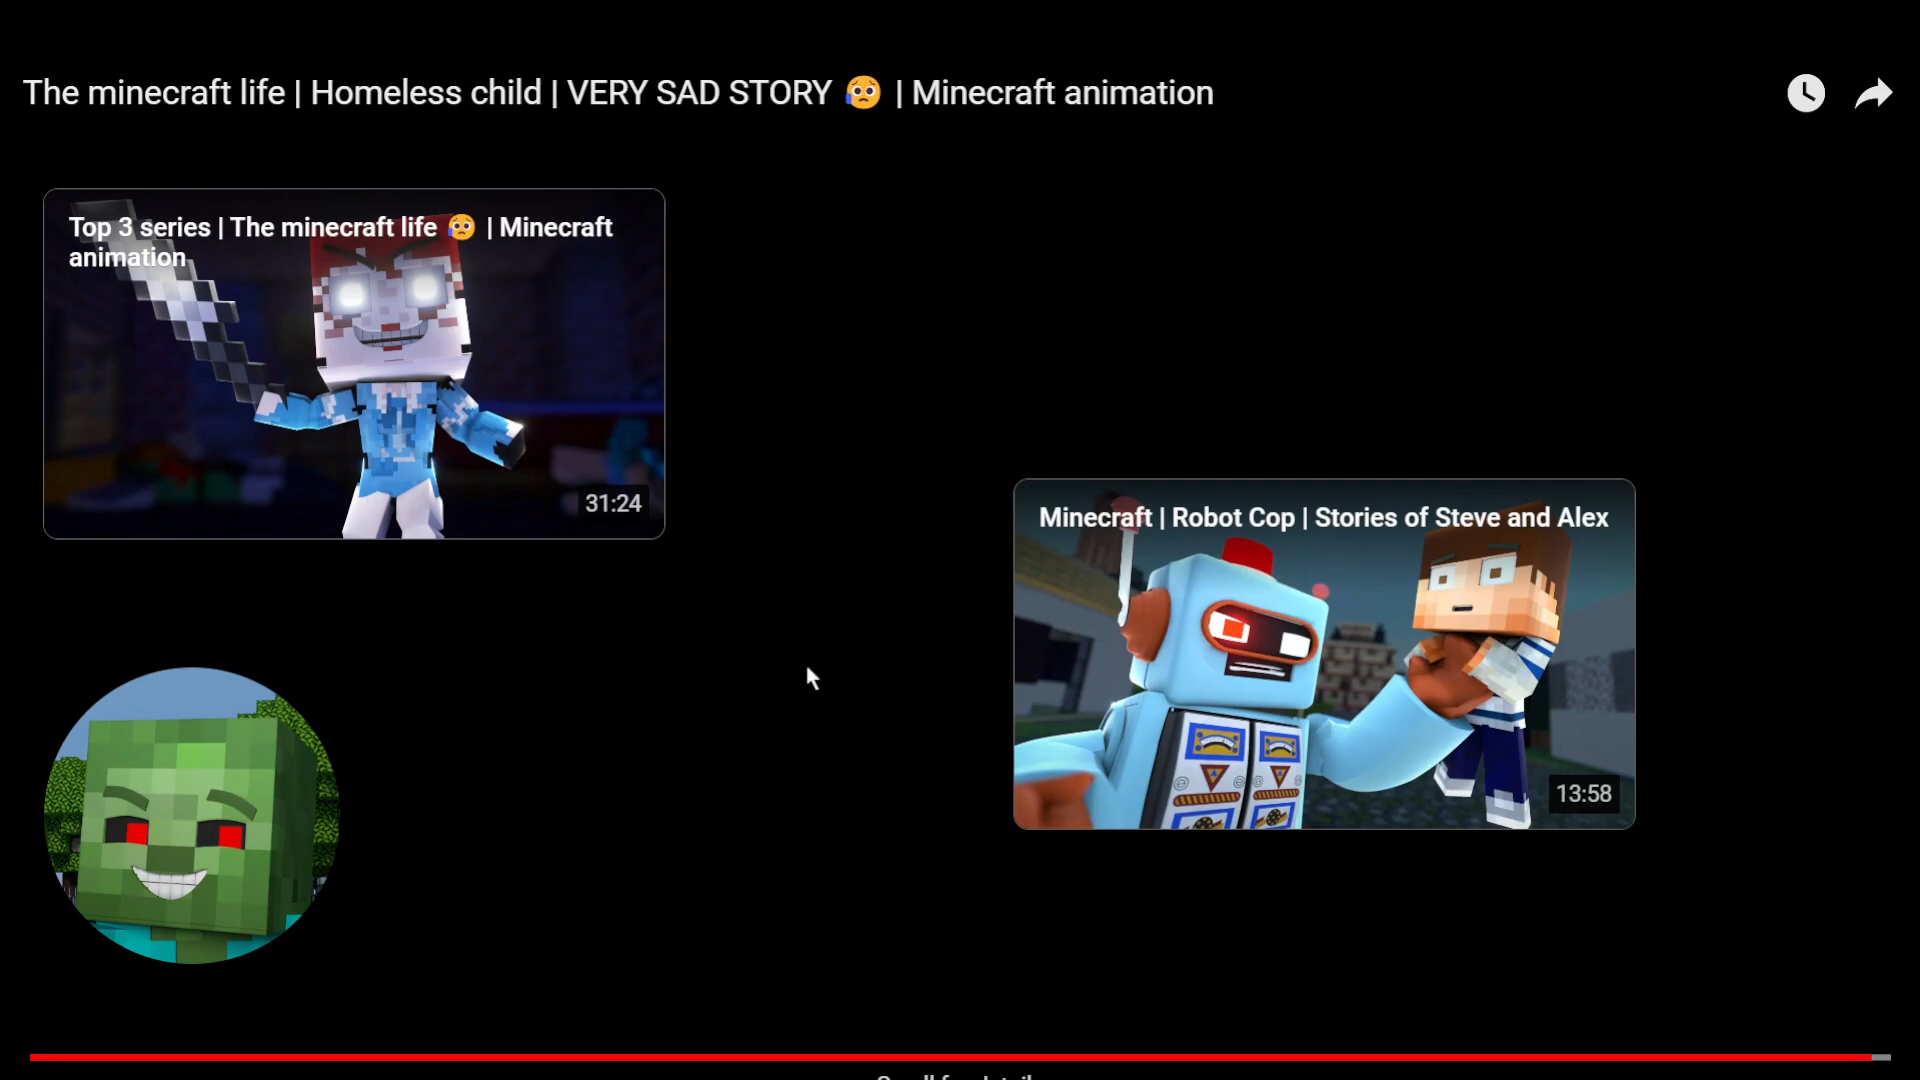 The minecraft life | Homeless child | VERY SAD STORY 😥 | Minecraft animation
Top 3 series | The minecraft life 😥 | Minecraft
animation
31:24
Minecraft | Robot Cop | Stories of Steve and Alex
13:58